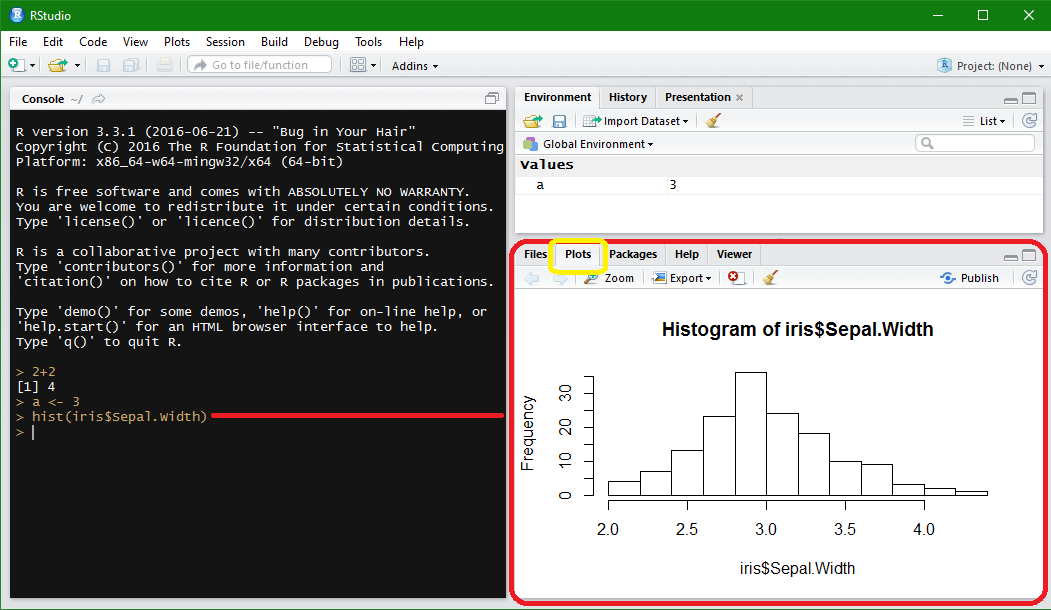 RStudio
File Edit Code View Plots Session Build Debug Tools Help
Go to file/function Addins Project: (None)
Console ~/
R version 3.3.1 (2016-06-21) -- "Bug in Your Hair"
Copyright (C) 2016 The R Foundation for Statistical Computing
Platform: x86_64-w64-mingw32/x64 (64-bit)
R is free software and comes with ABSOLUTELY NO WARRANTY.
You are welcome to redistribute it under certain conditions.
Type 'license()' or 'licence()' for distribution details.
R is a collaborative project with many contributors.
Type 'contributors()' for more information and
'citation()' on how to cite R or R packages in publications.
Type 'demo()' for some demos, 'help()' for on-line help, or
'help.start()' for an HTML browser interface to help.
Type 'q()' to quit R.
> 2+2
[1] 4
> a <- 3
> hist(iris$Sepal.Width)
>
Environment History Presentation
Import Dataset List
Global Environment
Values
a 3
Files Plots Packages Help Viewer
Zoom Export Publish
Histogram of iris$Sepal.Width
Frequency
30
20
10
0
2.0 2.5 3.0 3.5 4.0
iris$Sepal.Width